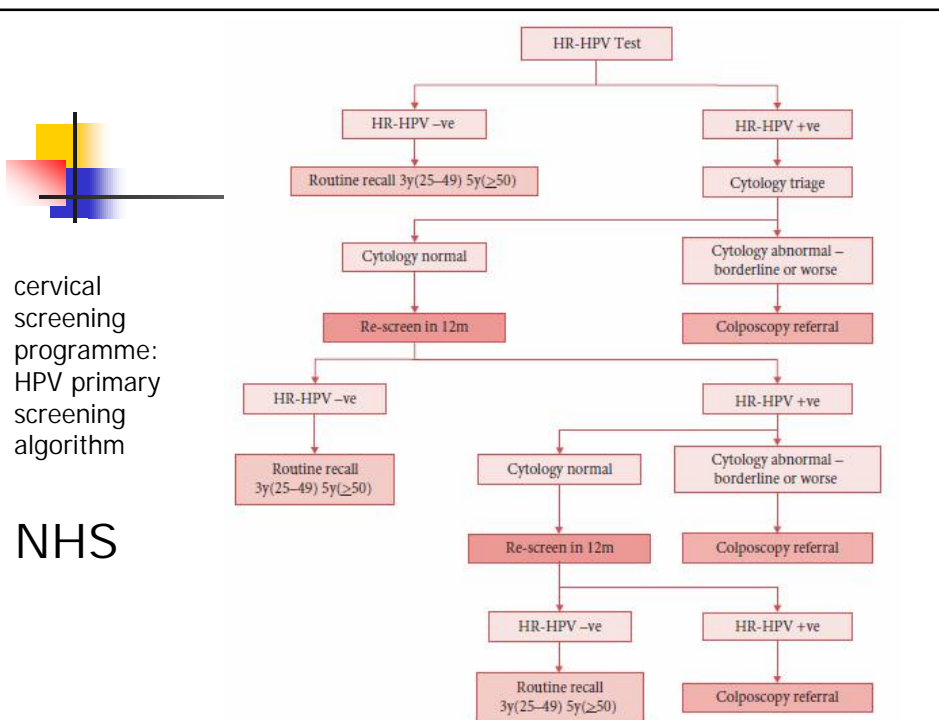 HR-HPV Test
HR-HPV –ve
HR-HPV +ve
Routine recall 3y(25–49) 5y(≥50)
Cytology triage
Cytology normal
Cytology abnormal –
borderline or worse
Re-screen in 12m
Colposcopy referral
HR-HPV –ve
HR-HPV +ve
Routine recall
3y(25–49) 5y(≥50)
Cytology normal
Cytology abnormal –
borderline or worse
Re-screen in 12m
Colposcopy referral
HR-HPV –ve
HR-HPV +ve
Routine recall
3y(25–49) 5y(≥50)
Colposcopy referral
cervical
screening
programme:
HPV primary
screening
algorithm
NHS